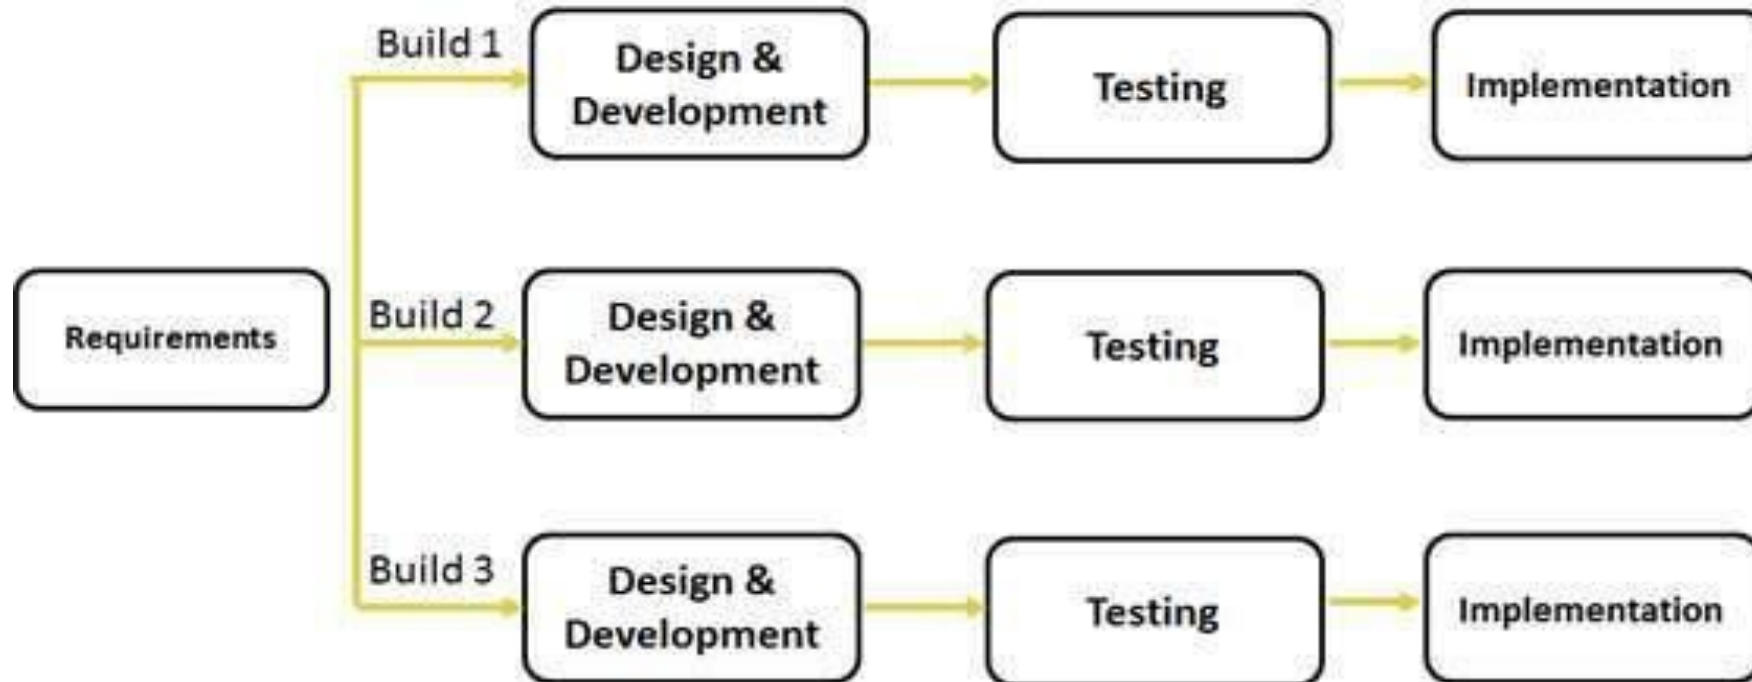 Build 1
Design &
Development
Testing
Implementation
Requirements
Build 2
Design &
Development
Testing
Implementation
Build 3
Design &
Development
Testing
Implementation